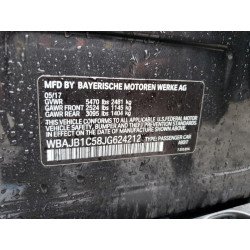 MFD BY BAYERISCHE MOTOREN WERKE AG
05/17
GVWR 5470 lbs 2481 kg
GAWR FRONT 2524 lbs 1145 kg
GAWR REAR 3095 lbs 1404 kg
THIS VEHICLE CONFORMS TO ALL
APPLICABLE U.S. FEDERAL MOTOR
VEHICLE SAFETY, BUMPER, AND
THEFT PREVENTION STANDARDS IN
EFFECT ON THE DATE OF
MANUFACTURE SHOWN ABOVE.
WBAJB1C58JG624212
TYPE: PASSENGER CAR